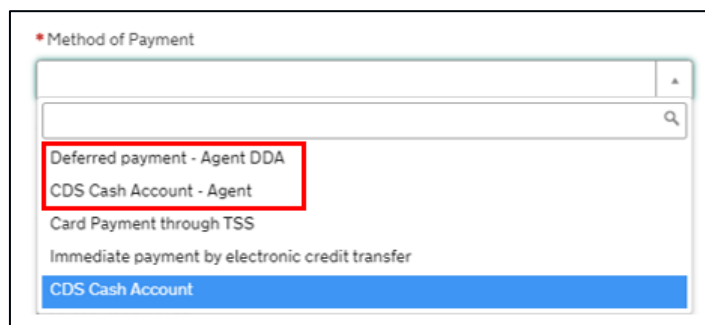 * Method of Payment
Deferred payment - Agent DDA
CDS Cash Account - Agent
Card Payment through TSS
Immediate payment by electronic credit transfer
CDS Cash Account